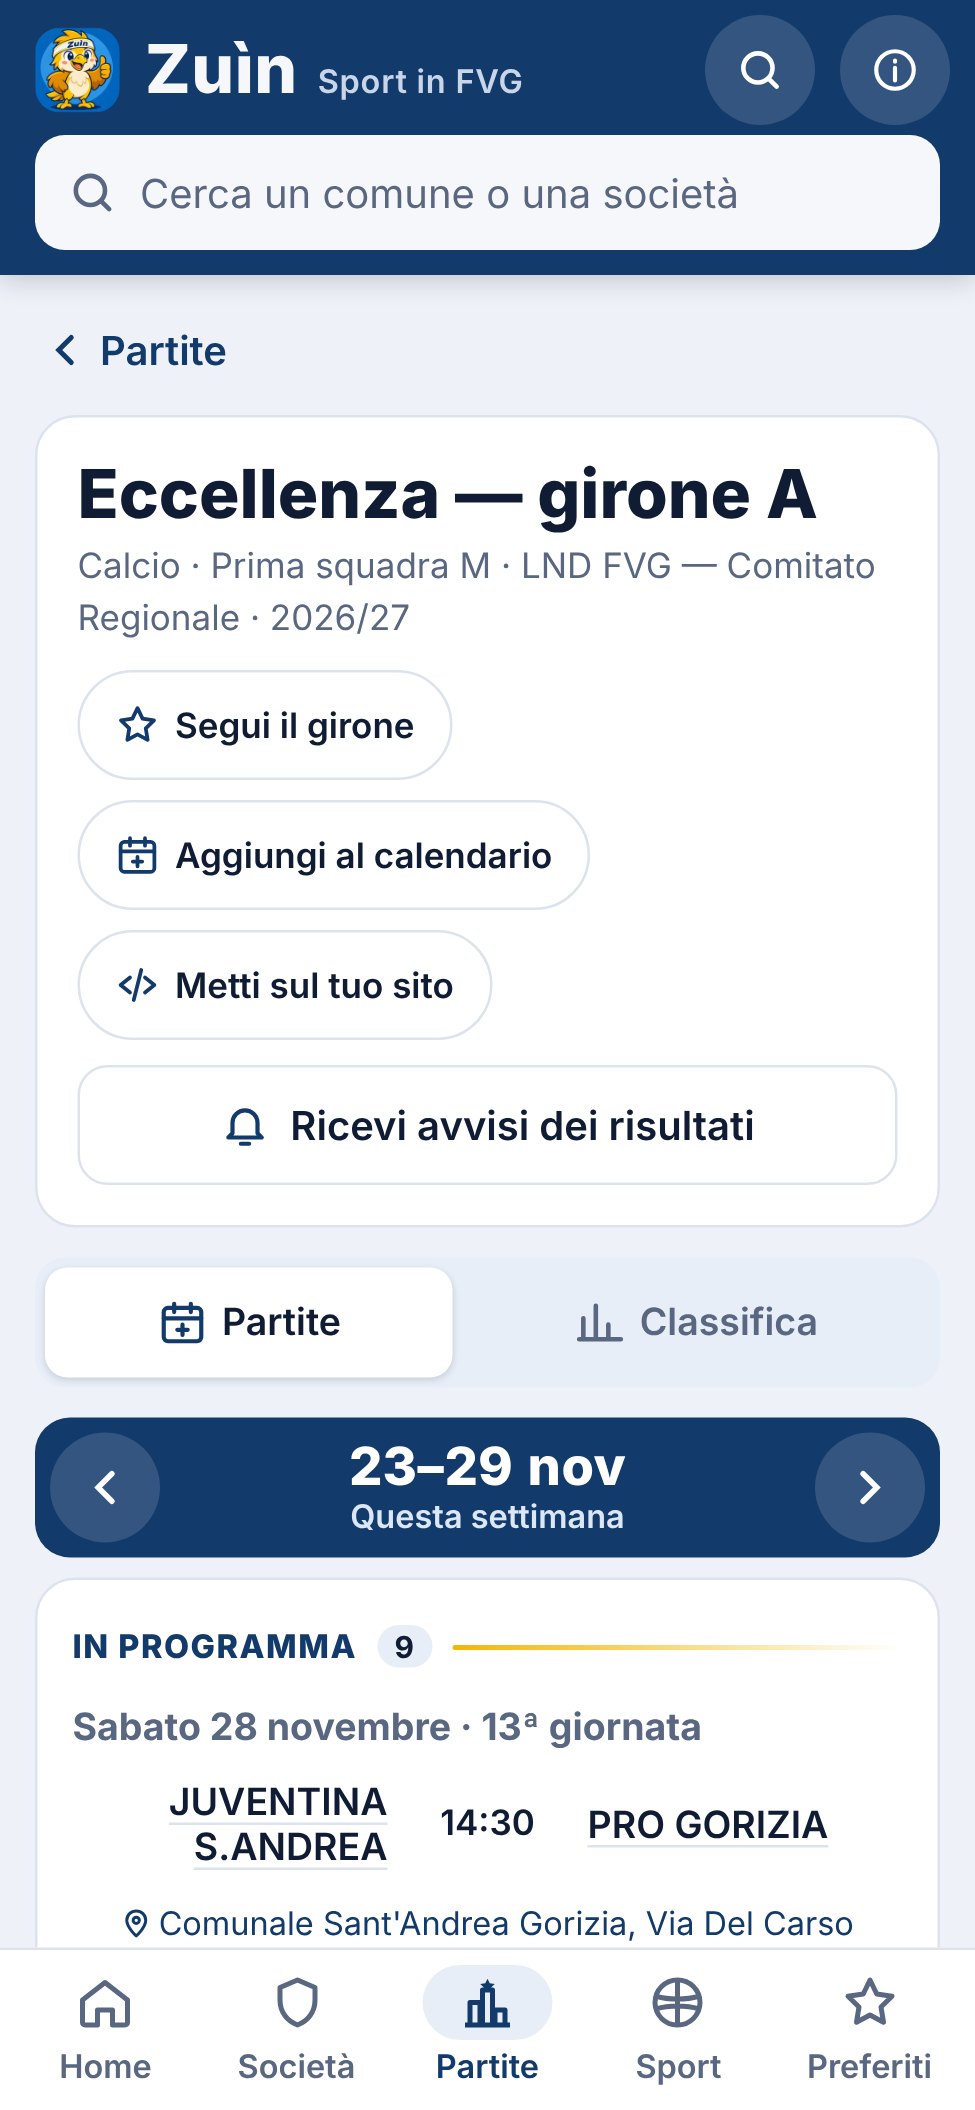 Zuìn
Zuìn Sport in FVG
Cerca un comune o una società
Partite
Eccellenza — girone A
Calcio · Prima squadra M · LND FVG — Comitato
Regionale · 2026/27
Segui il girone
Aggiungi al calendario
Metti sul tuo sito
Ricevi avvisi dei risultati
Partite Classifica
23–29 nov
Questa settimana
IN PROGRAMMA 9
Sabato 28 novembre · 13ª giornata
JUVENTINA
S.ANDREA
14:30
PRO GORIZIA
Comunale Sant'Andrea Gorizia, Via Del Carso
Home Società Partite Sport Preferiti